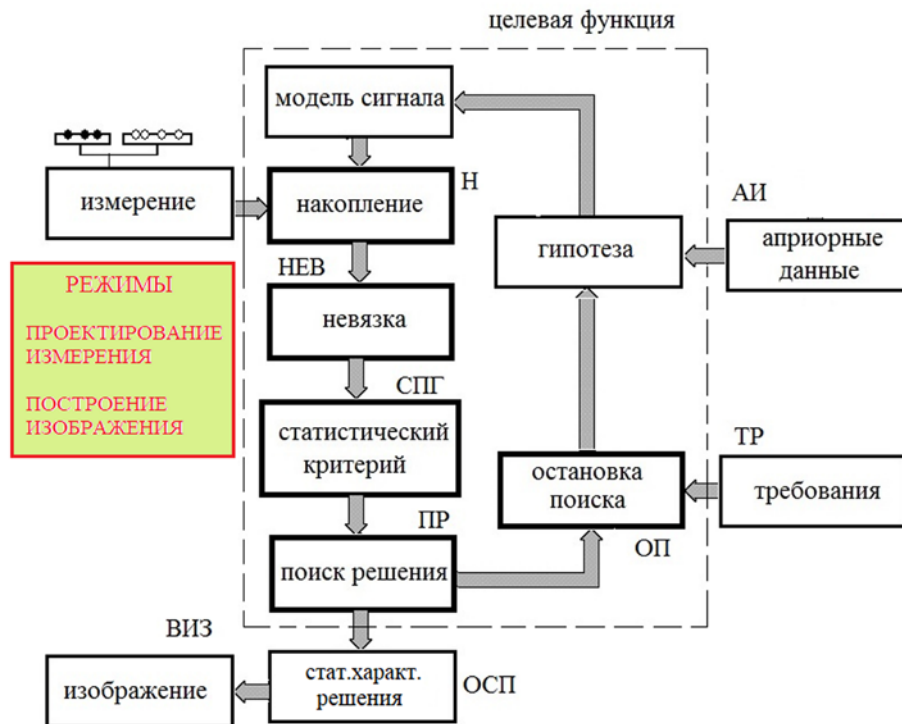 целевая функция
модель сигнала
измерение
накопление
Н
гипотеза
АИ
априорные
данные
НЕВ
невязка
РЕЖИМЫ
ПРОЕКТИРОВАНИЕ
ИЗМЕРЕНИЯ
ПОСТРОЕНИЕ
ИЗОБРАЖЕНИЯ
СПГ
статистический
критерий
остановка
поиска
ТР
требования
ПР
ОП
поиск решения
ВИЗ
изображение
стат.характ.
решения
ОСП